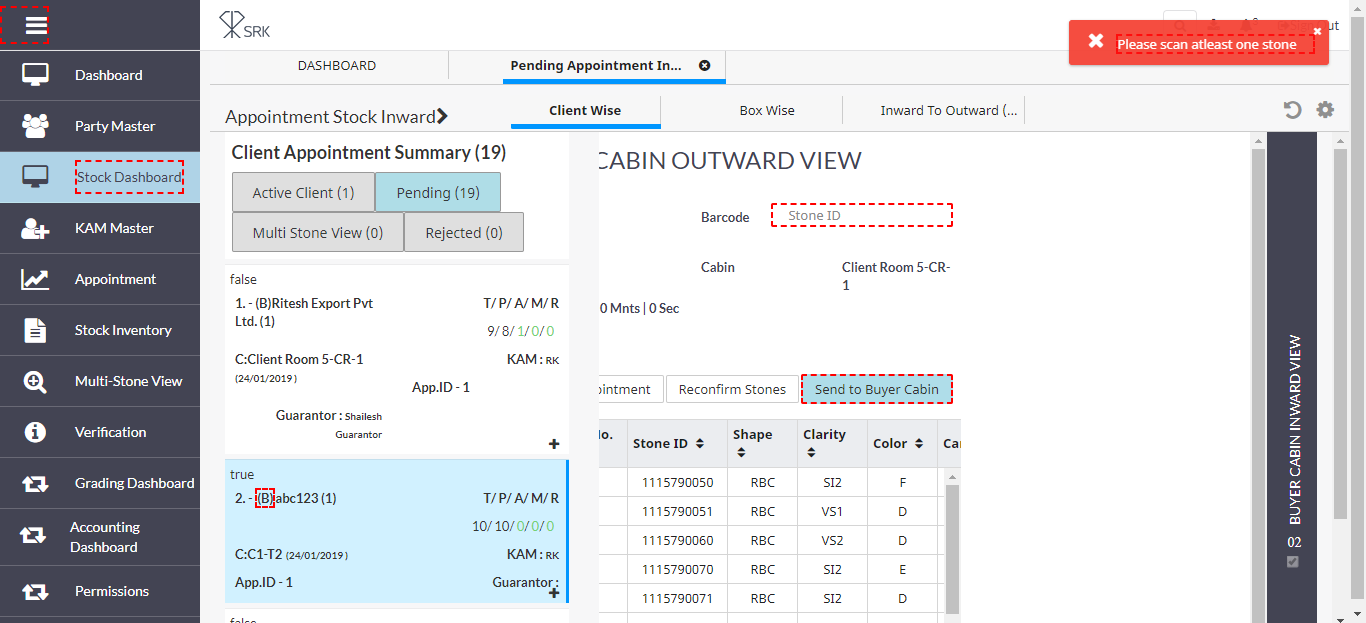 SRK
Please scan atleast one stone
Dashboard
Party Master
Stock Dashboard
KAM Master
Appointment
Stock Inventory
Multi-Stone View
Verification
Grading Dashboard
Accounting
Dashboard
Permissions
DASHBOARD
Pending Appointment In...
Appointment Stock Inward
Client Wise
Box Wise
Inward To Outward (...
Client Appointment Summary (19)
Active Client (1)
Pending (19)
Multi Stone View (0)
Rejected (0)
false
1. - (B)Ritesh Export Pvt
Ltd. (1)
T/ P/ A/ M/ R
9/ 8/ 1/ 0/ 0
C:Client Room 5-CR-1
(24/01/2019 )
KAM : RK
App.ID - 1
Guarantor : Shailesh
Guarantor
true
2. - (B)abc123 (1)
T/ P/ A/ M/ R
10/ 10/ 0/ 0/ 0
C:C1-T2 (24/01/2019 )
KAM : RK
App.ID - 1
Guarantor :
false
CABIN OUTWARD VIEW
Barcode
Stone ID
Cabin
Client Room 5-CR-
1
0 Mnts | 0 Sec
ointment
Reconfirm Stones
Send to Buyer Cabin
lo.
Stone ID
Shape
Clarity
Color
Car
1115790050 RBC SI2 F
1115790051 RBC VS1 D
1115790060 RBC VS2 D
1115790070 RBC SI2 E
1115790071 RBC SI2 D
BUYER CABIN INWARD VIEW
02